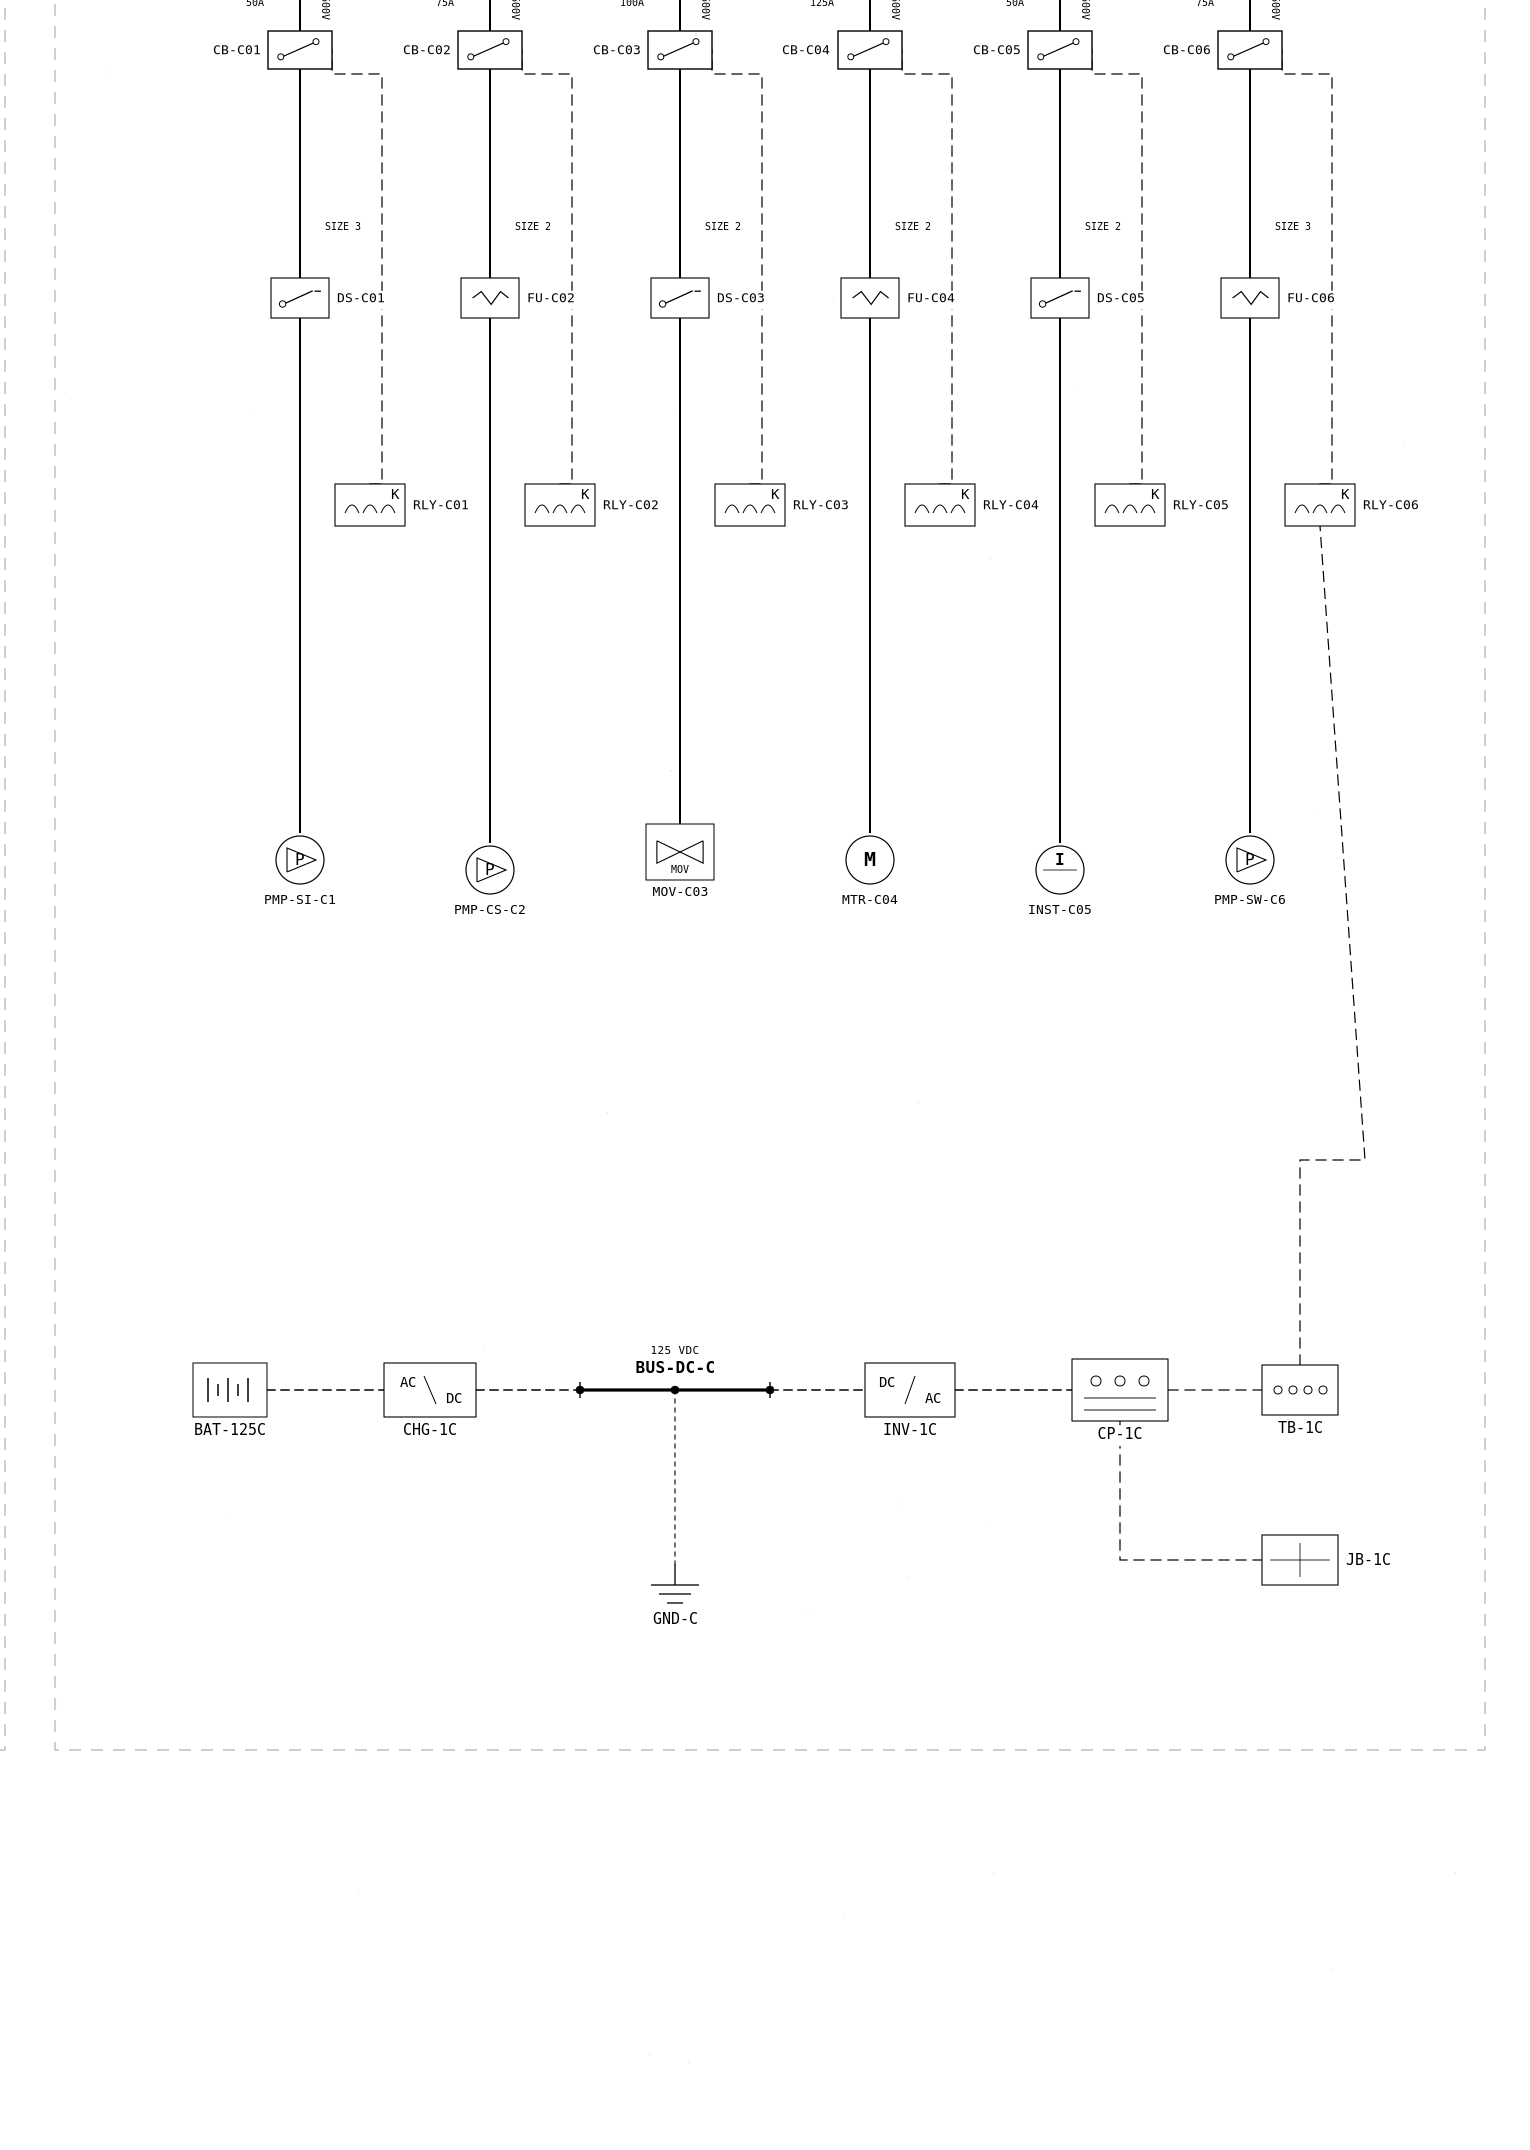 50A 75A 100A 125A 50A 75A
CB-C01 CB-C02 CB-C03 CB-C04 CB-C05 CB-C06
SIZE 3 SIZE 2 SIZE 2 SIZE 2 SIZE 2 SIZE 3
DS-C01 FU-C02 DS-C03 FU-C04 DS-C05 FU-C06
K K K K K K
RLY-C01 RLY-C02 RLY-C03 RLY-C04 RLY-C05 RLY-C06
P P MOV M I P
PMP-SI-C1 PMP-CS-C2 MOV-C03 MTR-C04 INST-C05 PMP-SW-C6
125 VDC
BUS-DC-C
AC DC DC AC
BAT-125C CHG-1C INV-1C CP-1C TB-1C
JB-1C
GND-C